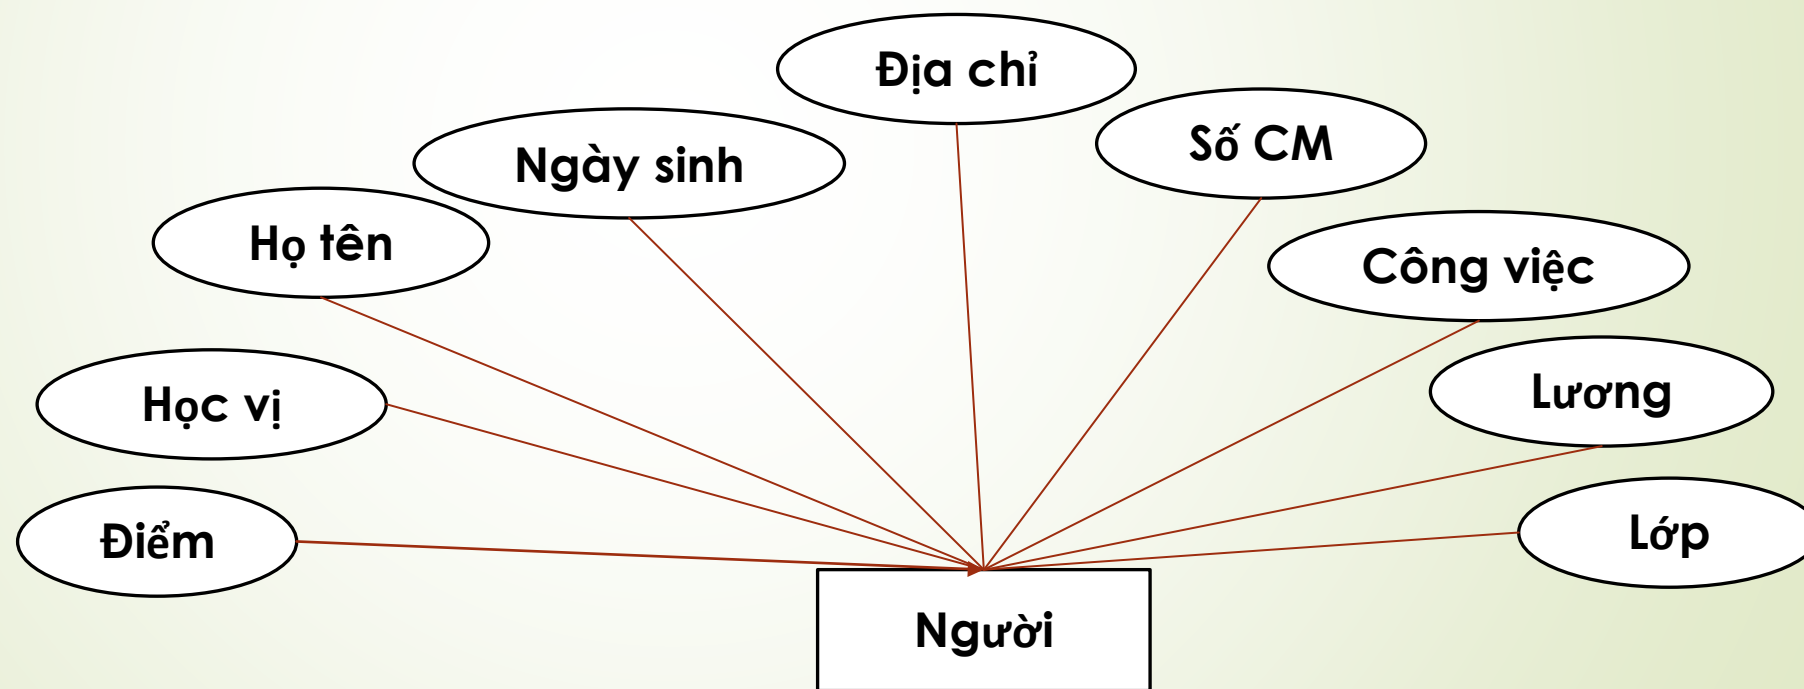 Địa chỉ
Số CM
Ngày sinh
Họ tên
Công việc
Học vị
Lương
Điểm
Lớp
Người